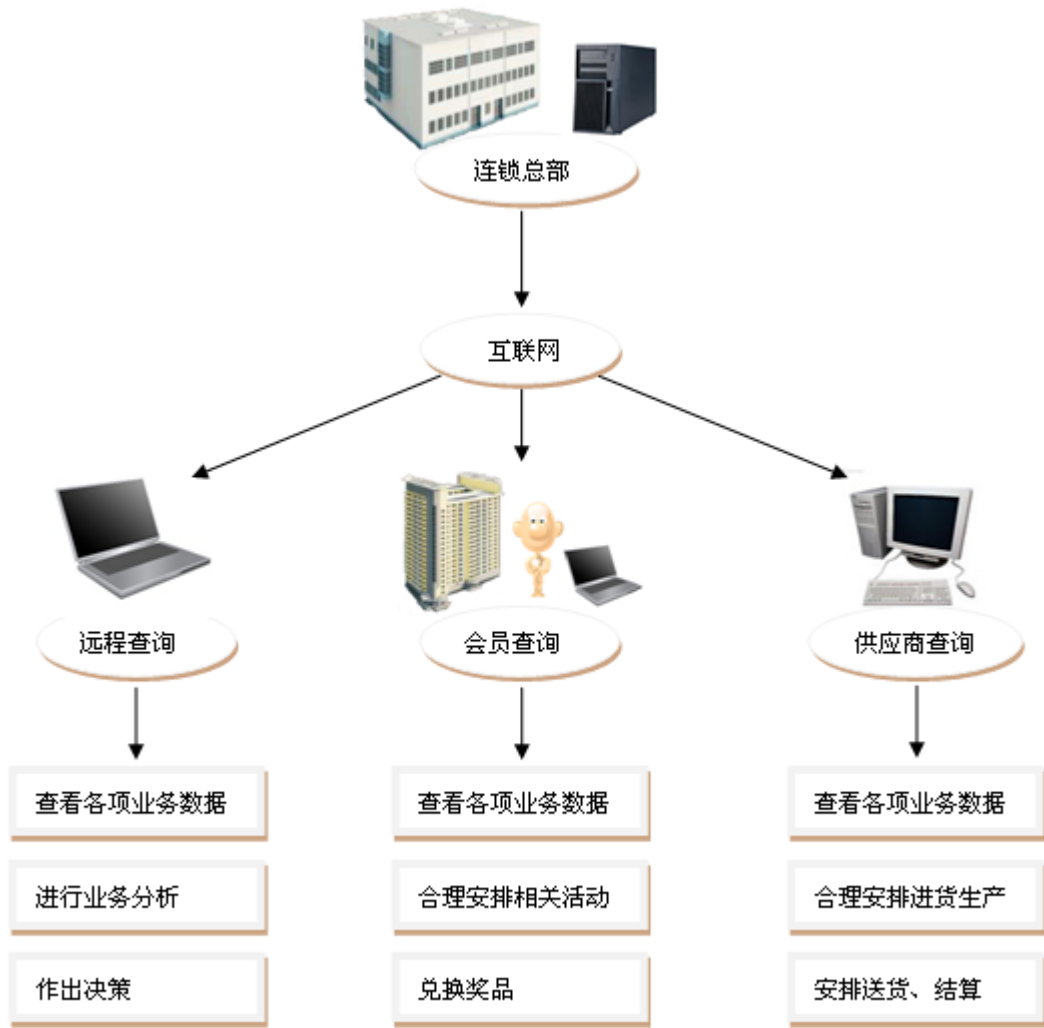 连锁总部
互联网
远程查询
会员查询
供应商查询
查看各项业务数据
查看各项业务数据
查看各项业务数据
进行业务分析
合理安排相关活动
合理安排进货生产
作出决策
兑换奖品
安排送货、结算